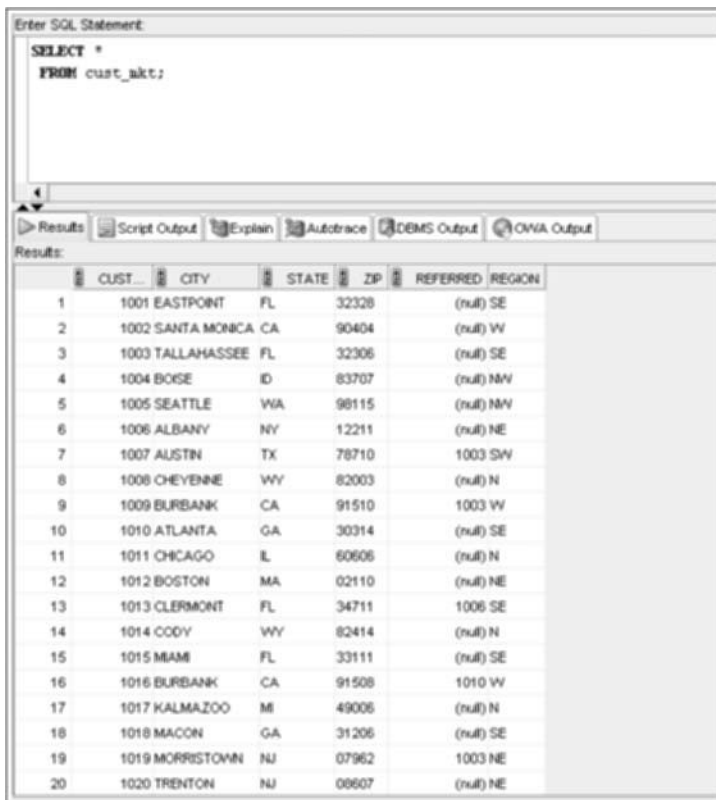 Enter SQL Statement:
SELECT *
FROM cust_mkt;
Results Script Output Explain Autotrace DBMS Output OWA Output
Results:
CUST... CITY STATE ZIP REFERRED REGION
1 1001 EASTPOINT FL 32328 (null) SE
2 1002 SANTA MONICA CA 90404 (null) W
3 1003 TALLAHASSEE FL 32306 (null) SE
4 1004 BOISE ID 83707 (null) NW
5 1005 SEATTLE WA 98115 (null) NW
6 1006 ALBANY NY 12211 (null) NE
7 1007 AUSTIN TX 78710 1003 SW
8 1008 CHEYENNE WY 82003 (null) N
9 1009 BURBANK CA 91510 1003 W
10 1010 ATLANTA GA 30314 (null) SE
11 1011 CHICAGO IL 60606 (null) N
12 1012 BOSTON MA 02110 (null) NE
13 1013 CLERMONT FL 34711 1006 SE
14 1014 CODY WY 82414 (null) N
15 1015 MIAMI FL 33111 (null) SE
16 1016 BURBANK CA 91508 1010 W
17 1017 KALMAZOO MI 49006 (null) N
18 1018 MACON GA 31206 (null) SE
19 1019 MORRISTOWN NJ 07962 1003 NE
20 1020 TRENTON NJ 08607 (null) NE